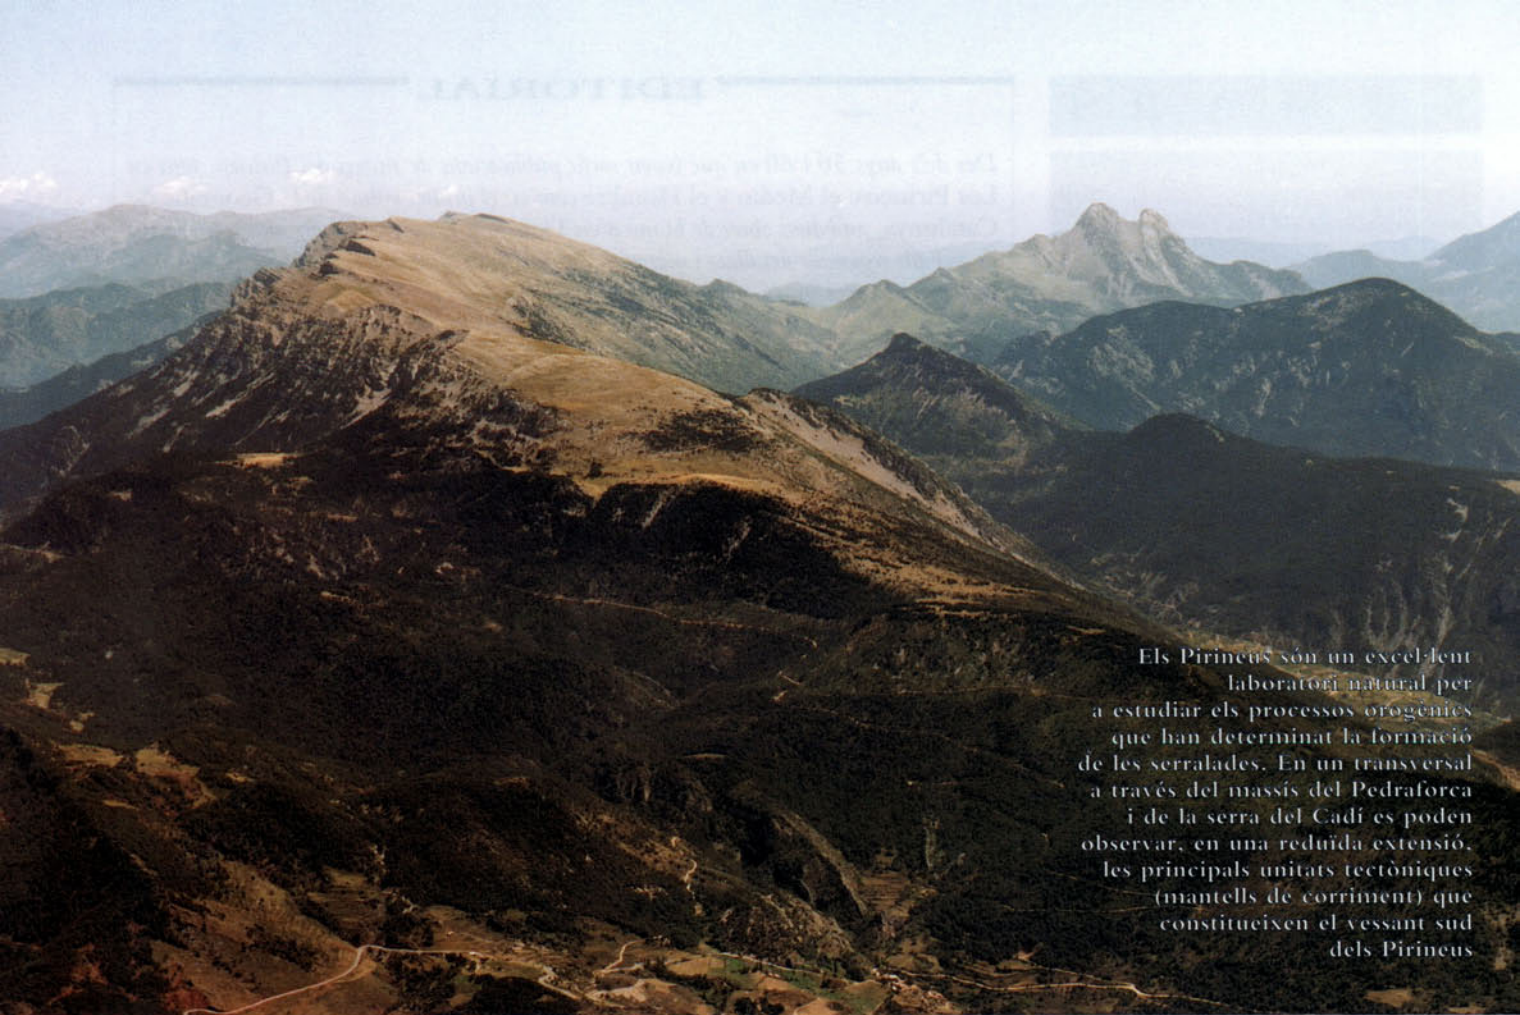 Els Pirineus són un excel·lent
laboratori natural per
a estudiar els processos orogènics
que han determinat la formació
de les serralades. En un transversal
a través del massís del Pedraforca
i de la serra del Cadí es poden
observar, en una reduïda extensió,
les principals unitats tectòniques
(mantells de corriment) que
constitueixen el vessant sud
dels Pirineus